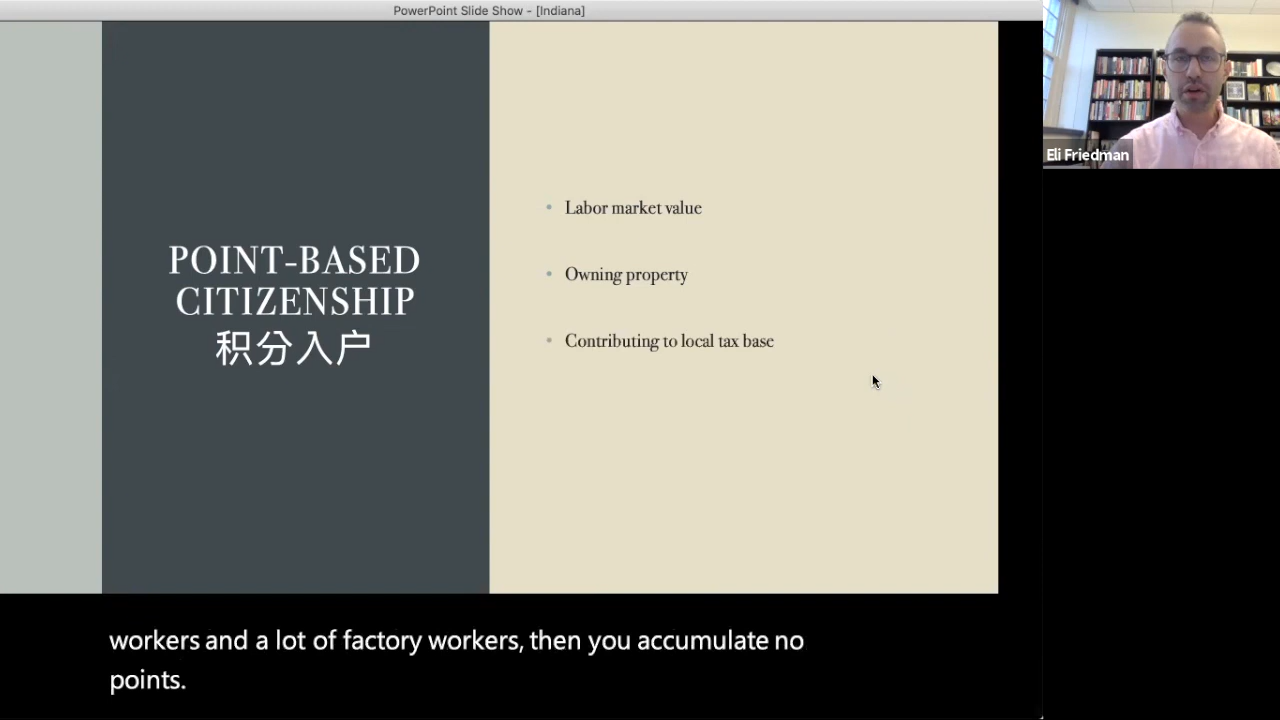 PowerPoint Slide Show - [Indiana]
POINT-BASED
CITIZENSHIP
积分入户
• Labor market value
• Owning property
• Contributing to local tax base
Eli Friedman
workers and a lot of factory workers, then you accumulate no
points.